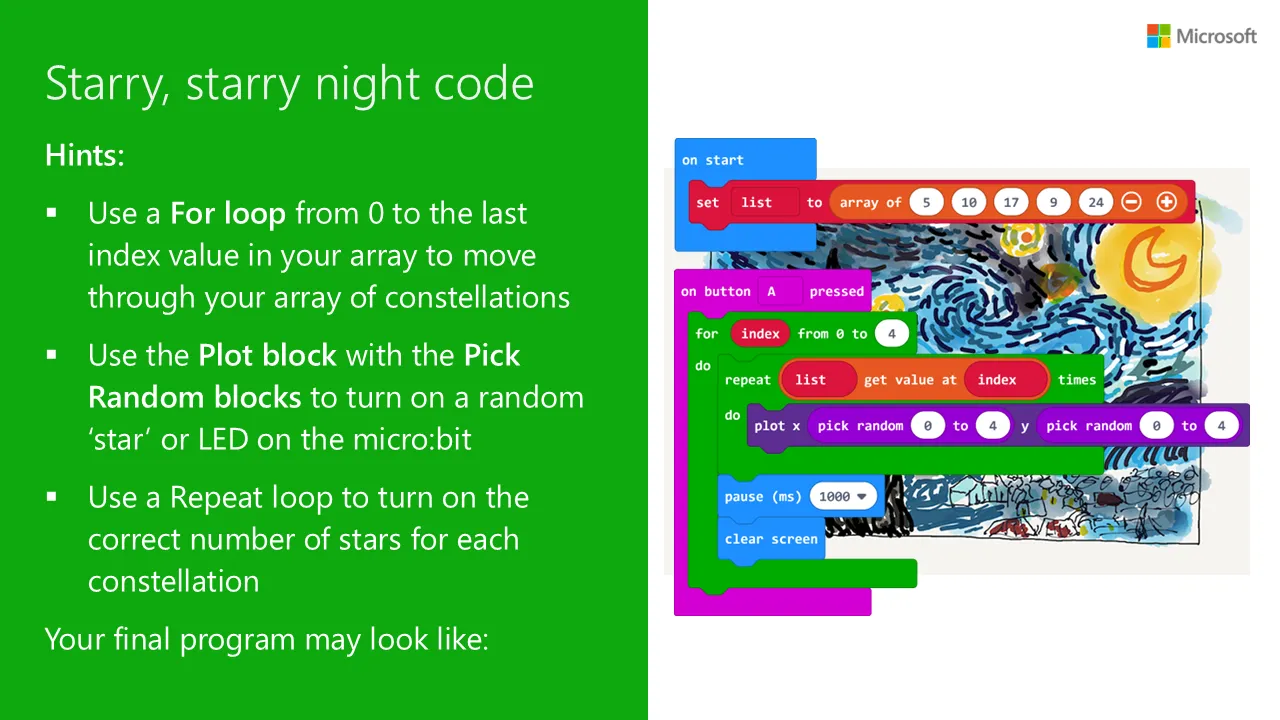 Microsoft
Starry, starry night code
Hints:
▪ Use a For loop from 0 to the last
index value in your array to move
through your array of constellations
▪ Use the Plot block with the Pick
Random blocks to turn on a random
‘star’ or LED on the micro:bit
▪ Use a Repeat loop to turn on the
correct number of stars for each
constellation
Your final program may look like:
on start
set list to array of 5 10 17 9 24
on button A pressed
for index from 0 to 4
do
repeat list get value at index times
do
plot x pick random 0 to 4 y pick random 0 to 4
pause (ms) 1000
clear screen